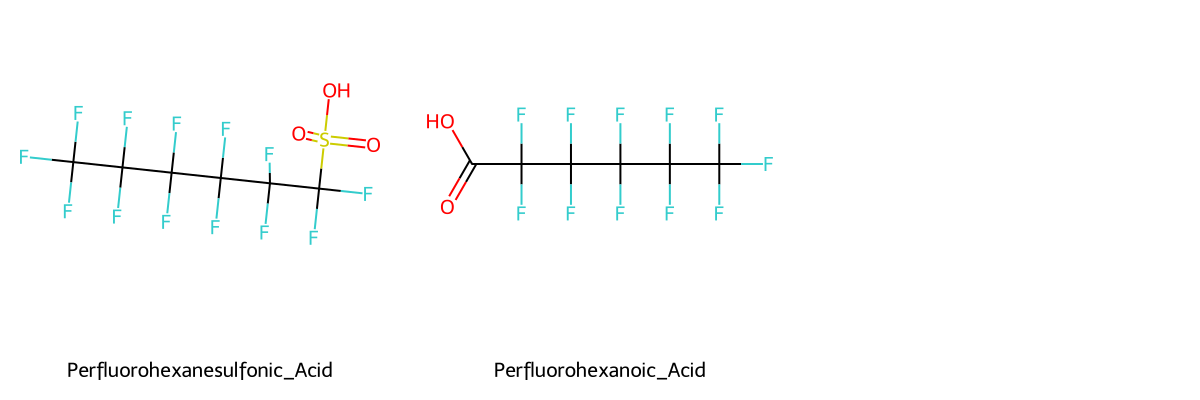 OH
F F F F
O S O
F F
F
F F F F F F
HO F F F F F
F
O F F F F F
Perfluorohexanesulfonic_Acid
Perfluorohexanoic_Acid